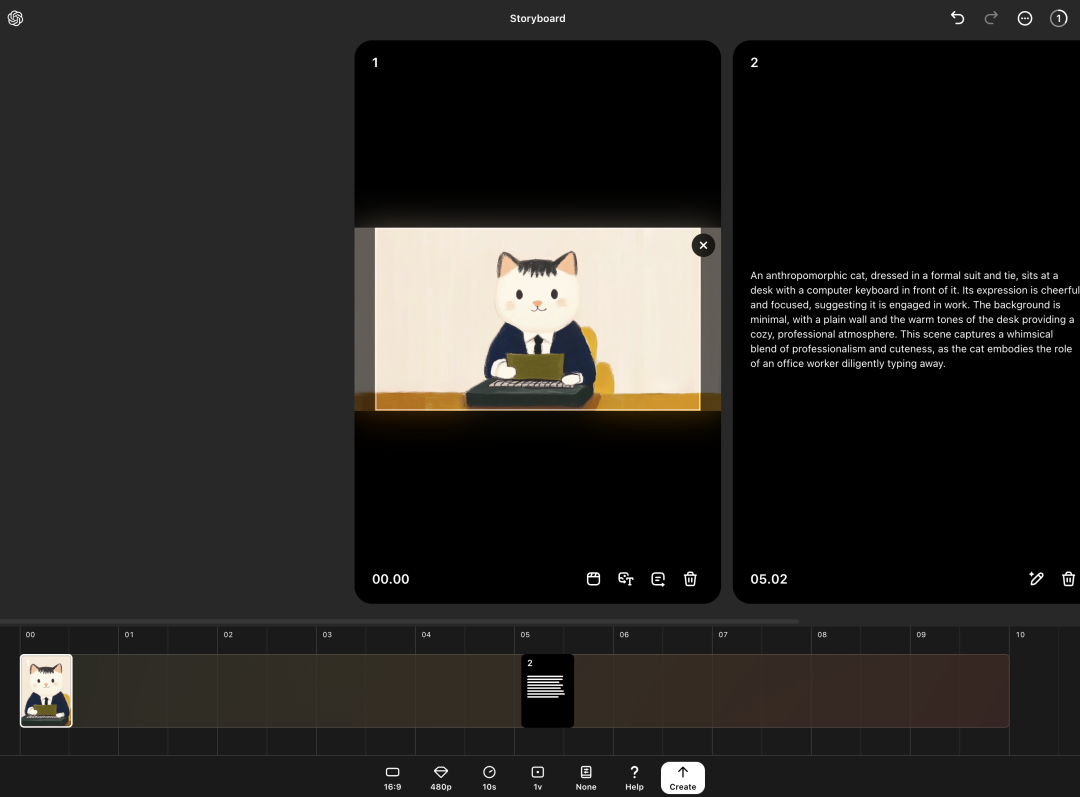 Storyboard
1
1
2
An anthropomorphic cat, dressed in a formal suit and tie, sits at a
desk with a computer keyboard in front of it. Its expression is cheerful
and focused, suggesting it is engaged in work. The background is
minimal, with a plain wall and the warm tones of the desk providing a
cozy, professional atmosphere. This scene captures a whimsical
blend of professionalism and cuteness, as the cat embodies the role
of an office worker diligently typing away.
00.00
05.02
00 01 02 03 04 05 06 07 08 09 10
2
16:9 480p 10s 1v None Help Create